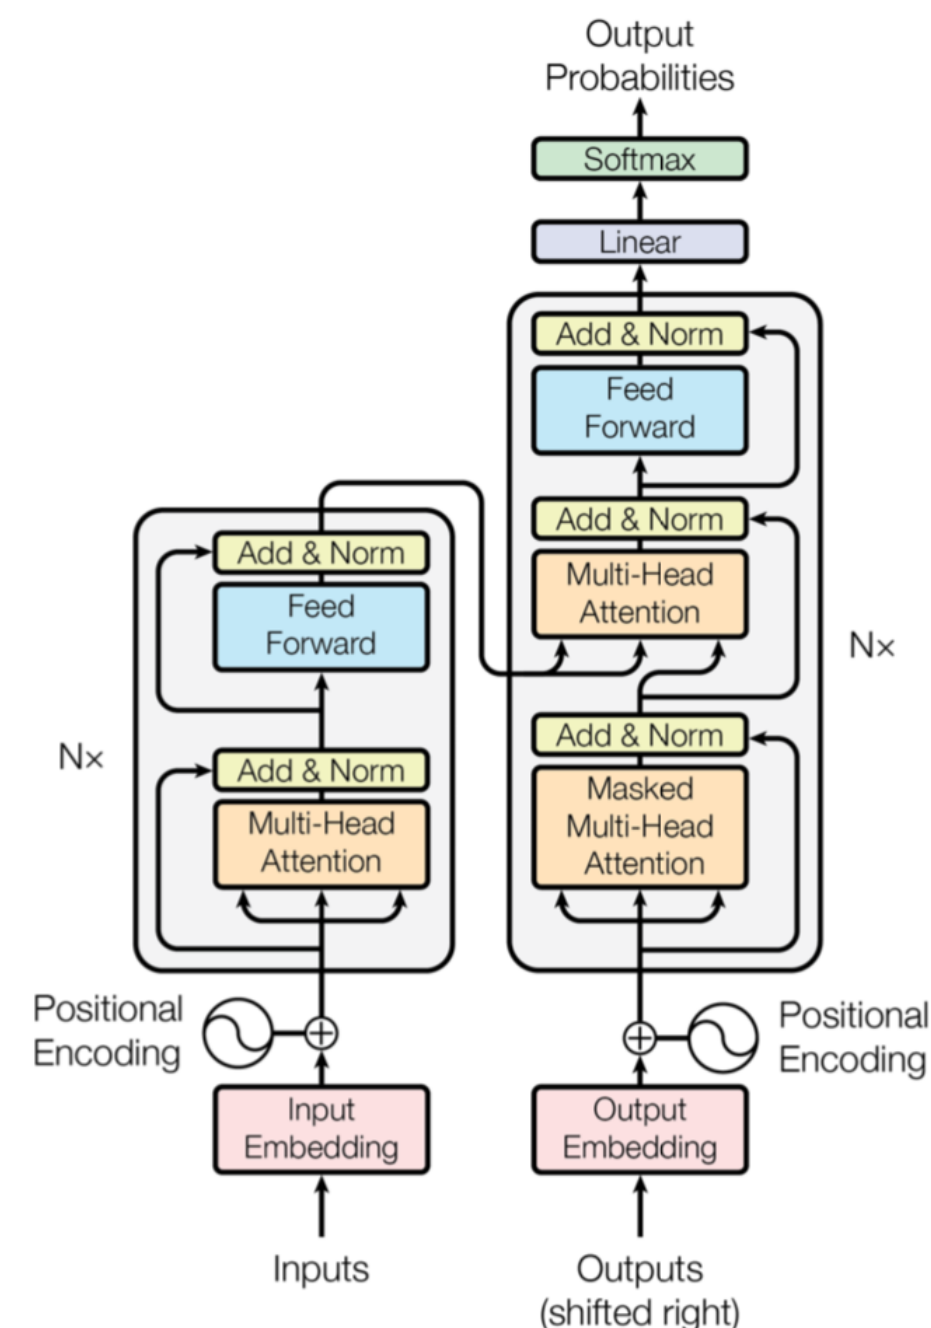 Output
Probabilities
Softmax
Linear
Add & Norm
Feed
Forward
Add & Norm
Multi-Head
Attention
N×
Add & Norm
Masked
Multi-Head
Attention
Positional
Encoding
Output
Embedding
Outputs
(shifted right)
Add & Norm
Feed
Forward
N×
Add & Norm
Multi-Head
Attention
Positional
Encoding
Input
Embedding
Inputs